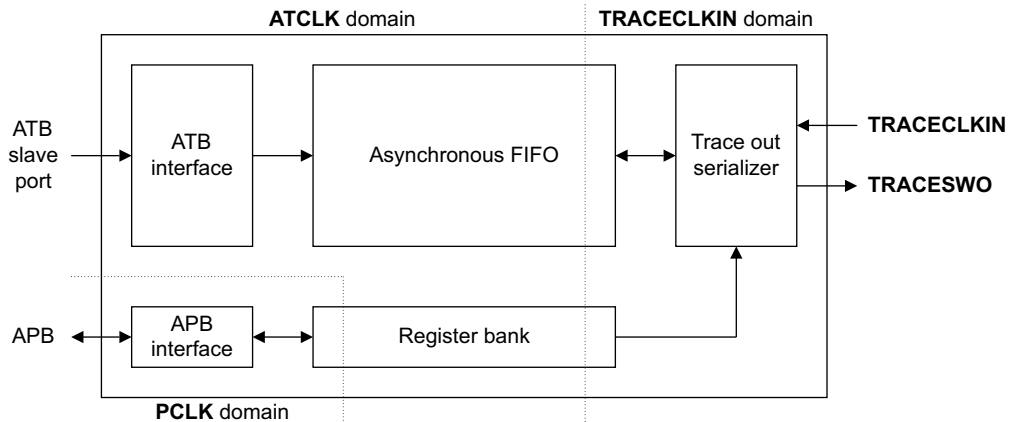 ATCLK domain
TRACECLKIN domain
ATB
slave
port
ATB
interface
Asynchronous FIFO
Trace out
serializer
TRACECLKIN
TRACESWO
APB
APB
interface
Register bank
PCLK domain